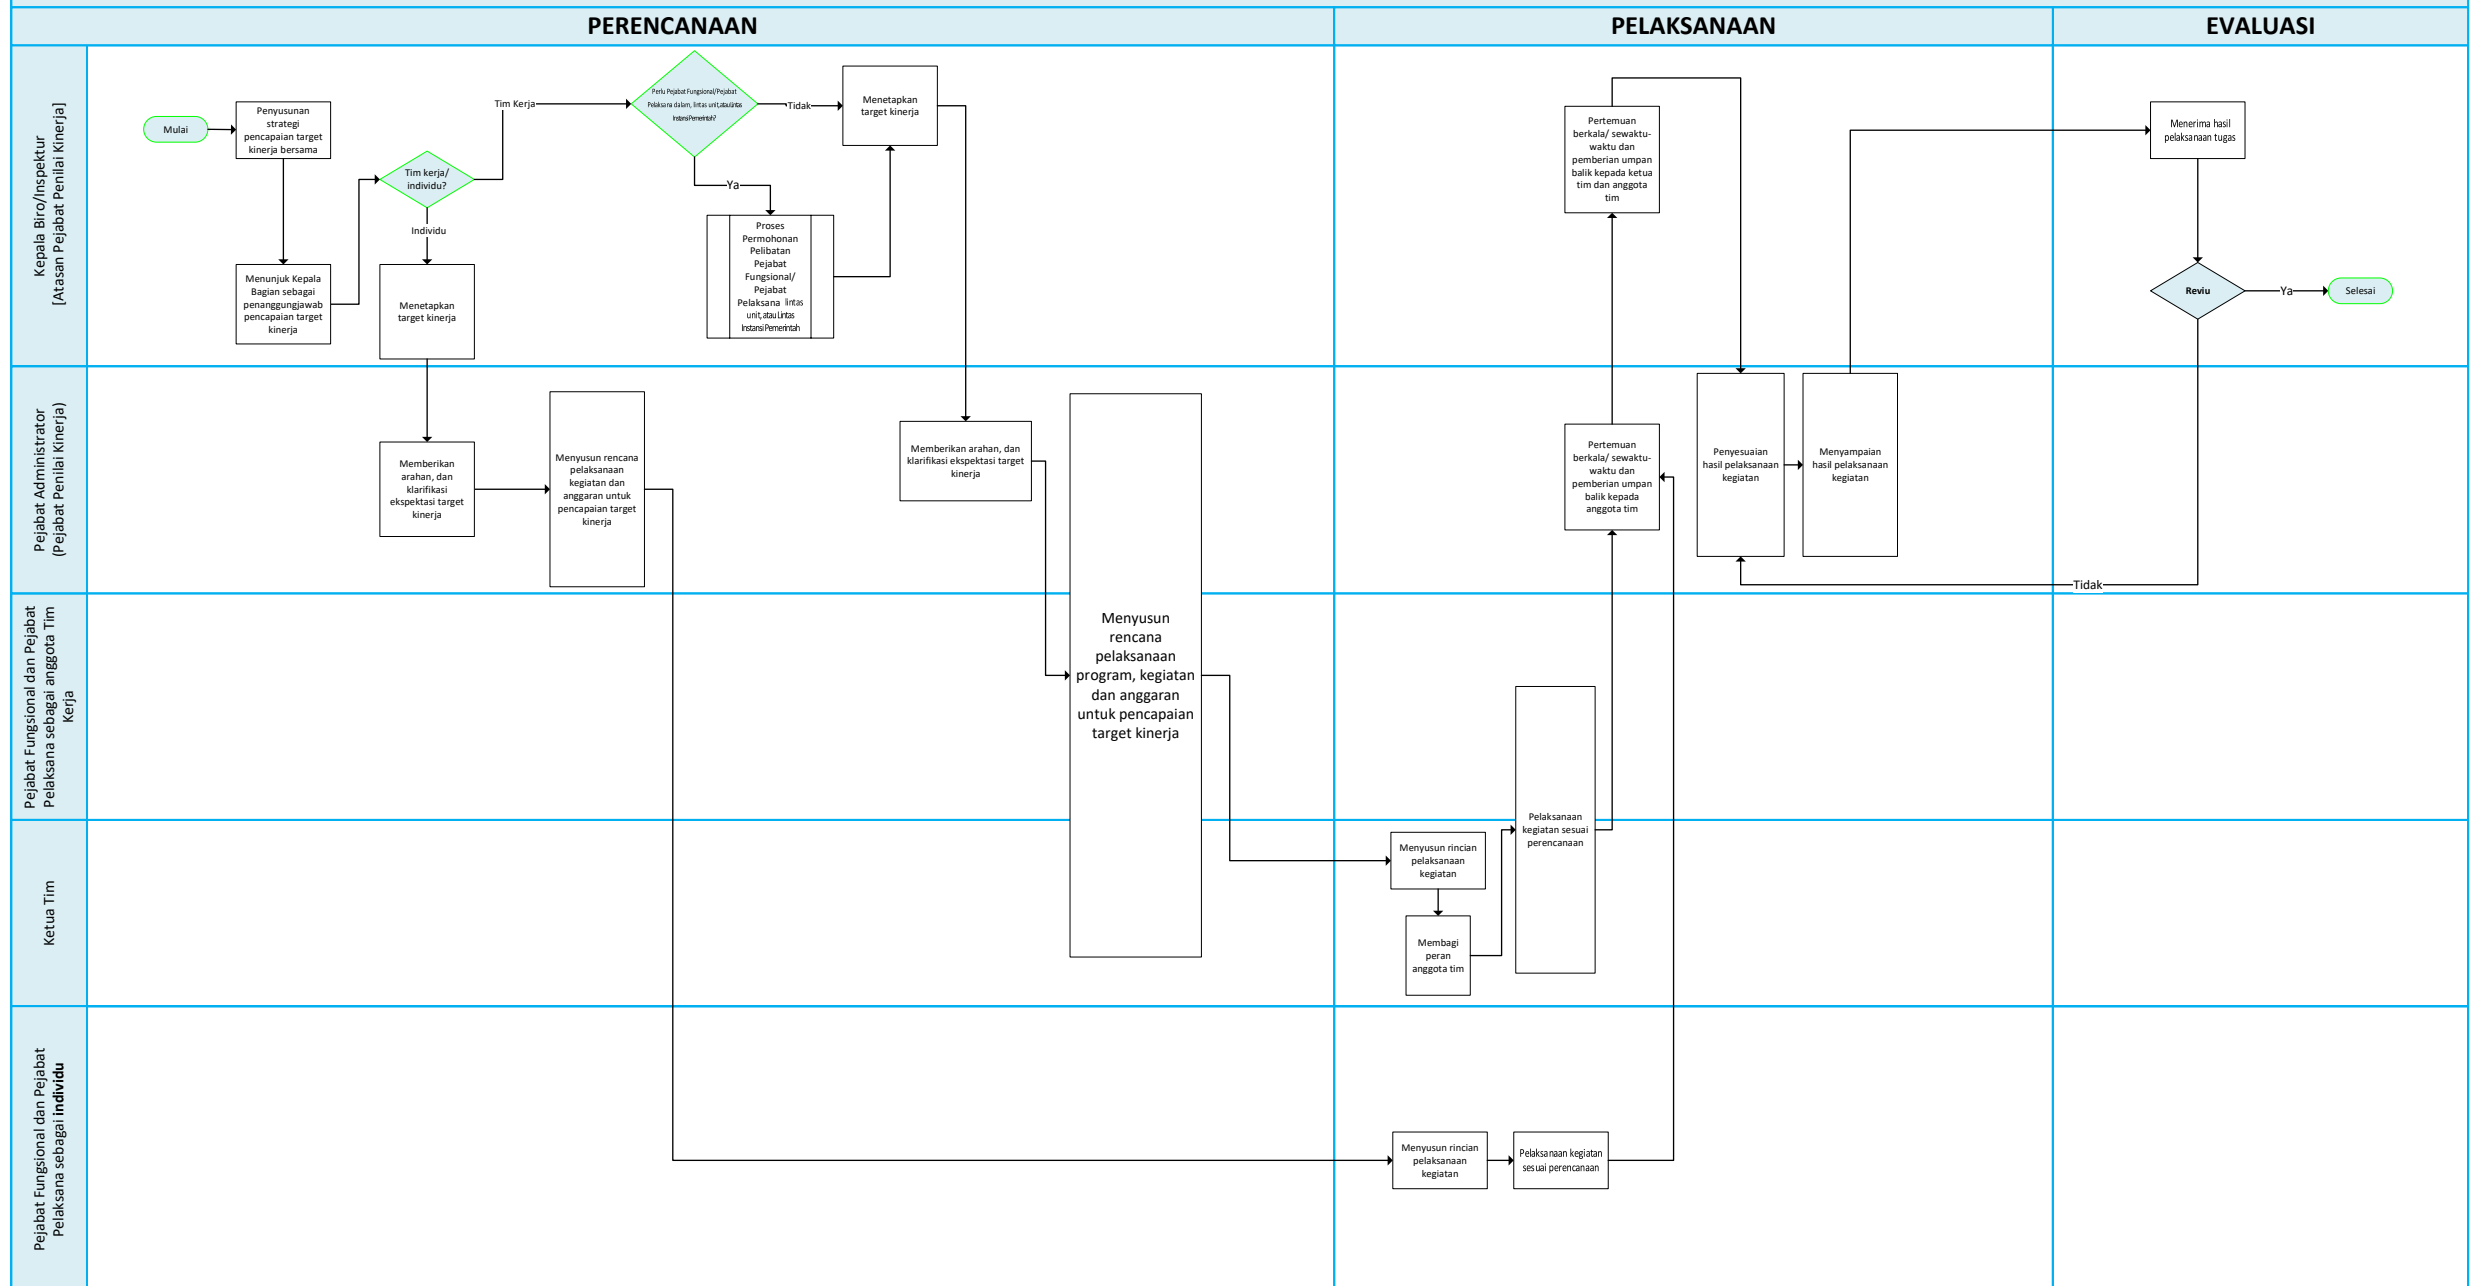 PERENCANAAN
PELAKSANAAN
EVALUASI
Kepala Biro/Inspektur
[Atasan Pejabat Penilai Kinerja]
Mulai
Penyusunan
strategi
pencapaian target
kinerja bersama
Menunjuk Kepala
Bagian sebagai
penanggungjawab
pencapaian target
kinerja
Tim kerja/
individu?
Tim Kerja
Individu
Menetapkan
target kinerja
Perlu Pejabat Fungsional/Pejabat
Pelaksana dalam, lintas unit,atau lintas
Instansi Pemerintah?
Tidak
Ya
Proses
Permohonan
Pelibatan
Pejabat
Fungsional/
Pejabat
Pelaksana lintas
unit, atau Lintas
Instansi Pemerintah
Menetapkan
target kinerja
Pertemuan
berkala/ sewaktu-
waktu dan
pemberian umpan
balik kepada ketua
tim dan anggota
tim
Menerima hasil
pelaksanaan tugas
Reviu
Ya
Selesai
Pejabat Administrator
(Pejabat Penilai Kinerja)
Memberikan
arahan, dan
klarifikasi
ekspektasi target
kinerja
Menyusun rencana
pelaksanaan
kegiatan dan
anggaran untuk
pencapaian target
kinerja
Memberikan arahan, dan
klarifikasi ekspektasi target
kinerja
Menyusun
rencana
pelaksanaan
program, kegiatan
dan anggaran
untuk pencapaian
target kinerja
Pertemuan
berkala/ sewaktu-
waktu dan
pemberian umpan
balik kepada
anggota tim
Penyesuaian
hasil pelaksanaan
kegiatan
Menyampaian
hasil pelaksanaan
kegiatan
Tidak
Pejabat Fungsional dan Pejabat
Pelaksana sebagai anggota Tim
Kerja
Ketua Tim
Menyusun rincian
pelaksanaan
kegiatan
Membagi
peran
anggota tim
Pelaksanaan
kegiatan sesuai
perencanaan
Pejabat Fungsional dan Pejabat
Pelaksana sebagai individu
Menyusun rincian
pelaksanaan
kegiatan
Pelaksanaan kegiatan
sesuai perencanaan